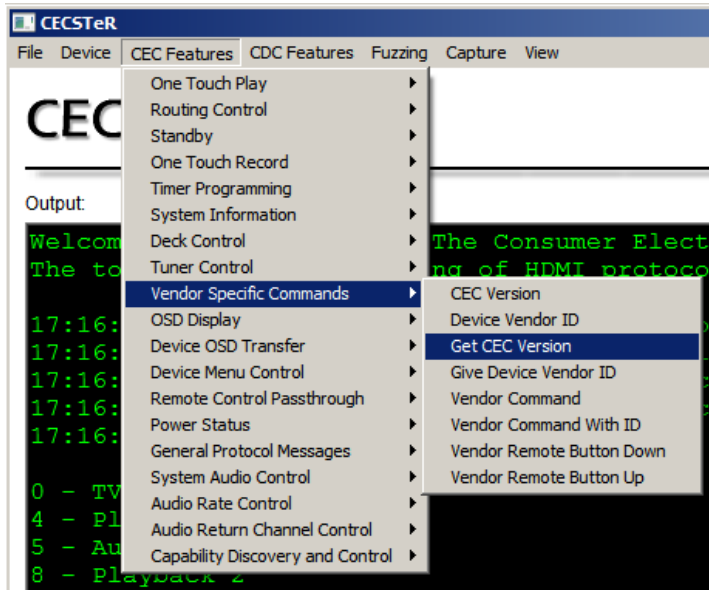 CECSTeR
File Device CEC Features CDC Features Fuzzing Capture View
CEC
One Touch Play
Routing Control
Standby
One Touch Record
Timer Programming
System Information
Deck Control
Tuner Control
Vendor Specific Commands
OSD Display
Device OSD Transfer
Device Menu Control
Remote Control Passthrough
Power Status
General Protocol Messages
System Audio Control
Audio Rate Control
Audio Return Channel Control
Capability Discovery and Control
CEC Version
Device Vendor ID
Get CEC Version
Give Device Vendor ID
Vendor Command
Vendor Command With ID
Vendor Remote Button Down
Vendor Remote Button Up
Output:
Welcom The Consumer Elect
The to ng of HDMI protoco
17:16:
17:16:
17:16:
17:16:
17:16:
0 - TV
4 - Pl
5 - Au
8 - Playback 2